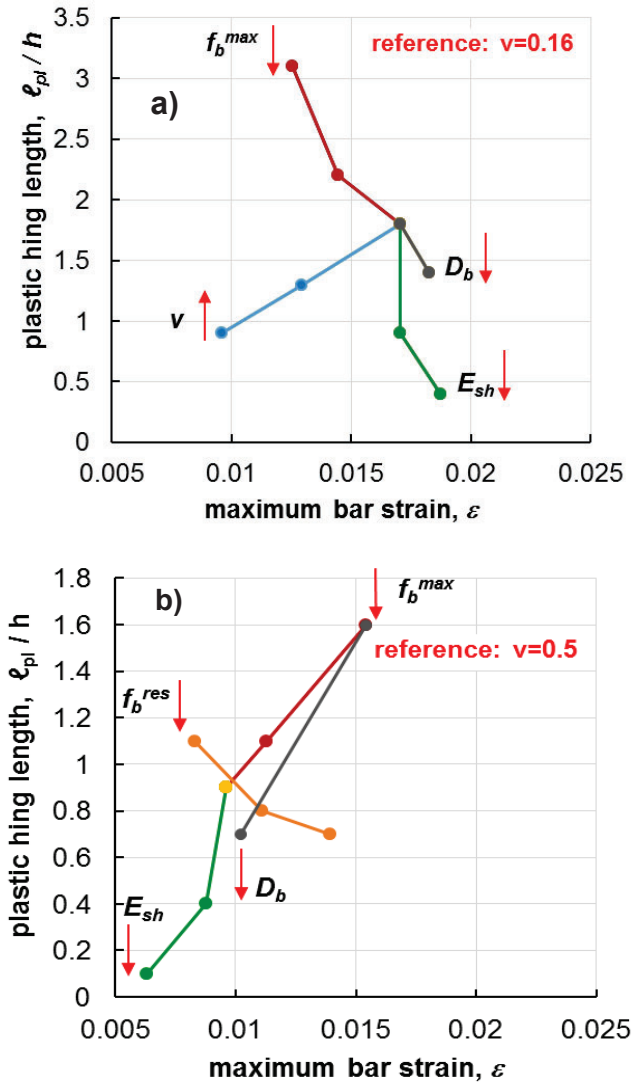 f_b^max
reference: v=0.16
a)
D_b
v
E_sh
plastic hing length, ℓ_pl / h
3.5
3
2.5
2
1.5
1
0.5
0
0.005
0.01
0.015
0.02
0.025
maximum bar strain, ε
b)
f_b^max
reference: v=0.5
f_b^res
D_b
E_sh
plastic hing length, ℓ_pl / h
1.8
1.6
1.4
1.2
1
0.8
0.6
0.4
0.2
0
0.005
0.01
0.015
0.02
0.025
maximum bar strain, ε